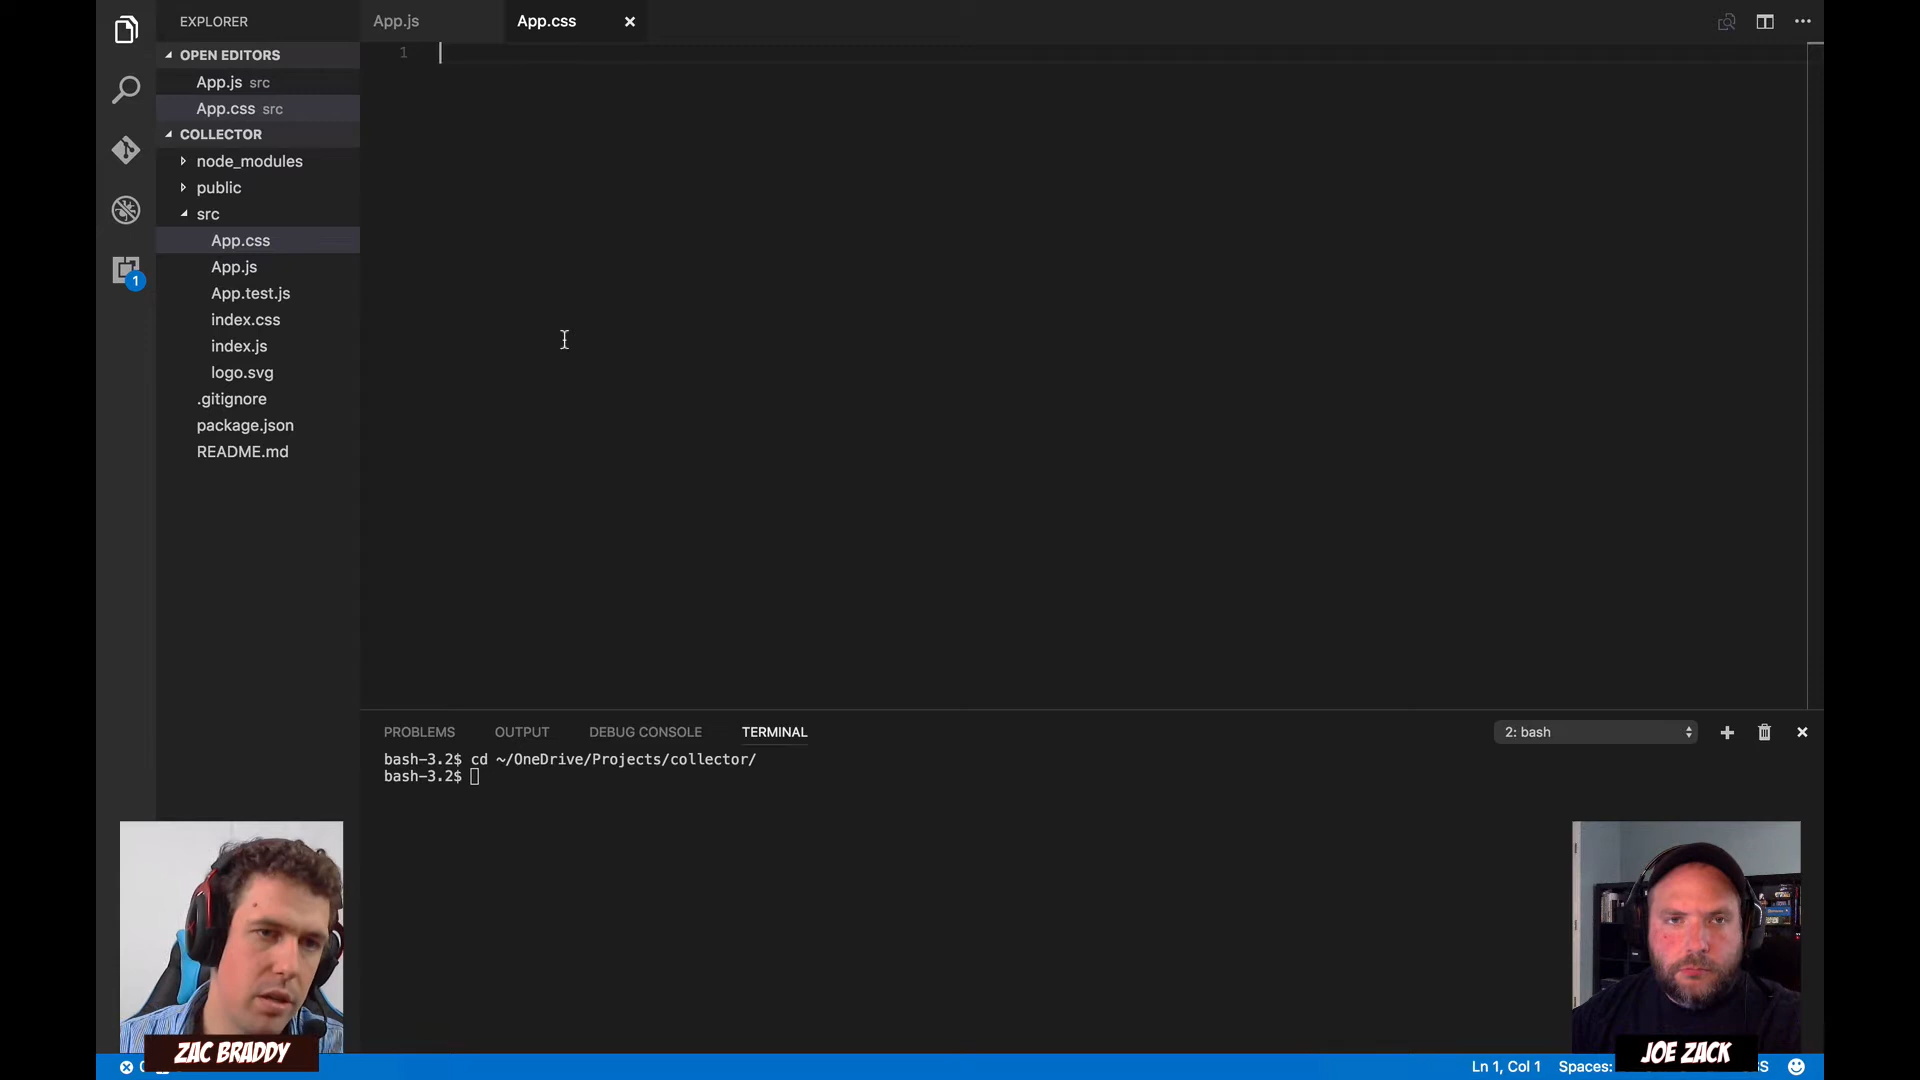 EXPLORER
App.js
App.css
OPEN EDITORS
App.js src
App.css src
COLLECTOR
node_modules
public
src
App.css
App.js
App.test.js
index.css
index.js
logo.svg
.gitignore
package.json
README.md
1
1
PROBLEMS
OUTPUT
DEBUG CONSOLE
TERMINAL
2: bash
bash-3.2$ cd ~/OneDrive/Projects/collector/
bash-3.2$
ZAC BRADDY
JOE ZACK
Ln 1, Col 1
Spaces: